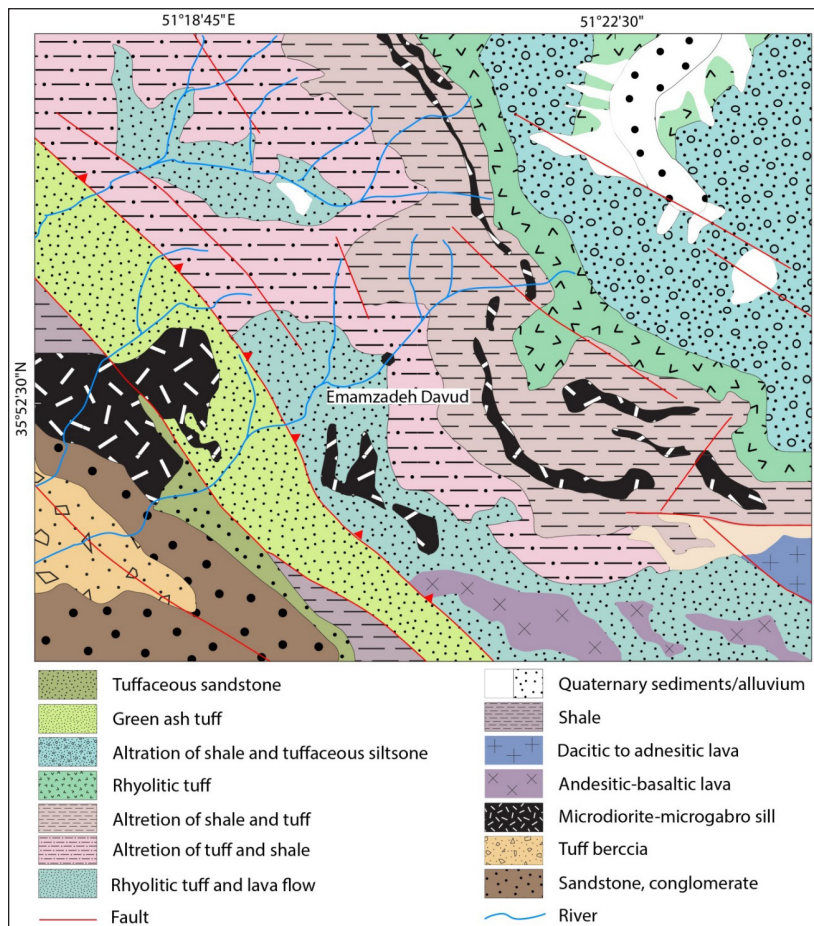 51°18'45"E
51°22'30"
35°52'30"N
Emamzadeh Davud
Tuffaceous sandstone
Green ash tuff
Altration of shale and tuffaceous siltsone
Rhyolitic tuff
Altretion of shale and tuff
Altretion of tuff and shale
Rhyolitic tuff and lava flow
Fault
Quaternary sediments/alluvium
Shale
Dacitic to adnesitic lava
Andesitic-basaltic lava
Microdiorite-microgabro sill
Tuff berccia
Sandstone, conglomerate
River